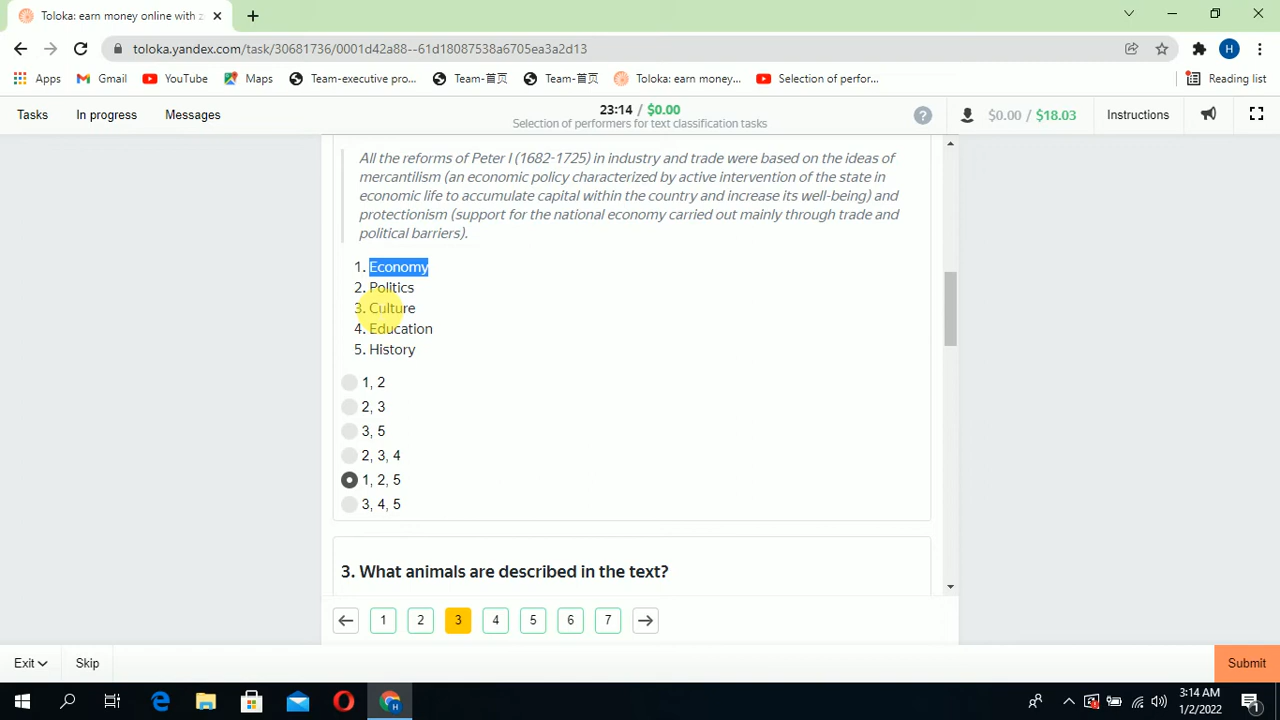 Toloka: earn money online with
toloka.yandex.com/task/30681736/0001d42a88--61d18087538a6705ea3a2d13
H
Apps
Gmail
YouTube
Maps
Team-executive pro...
Team-首页
Team-首页
Toloka: earn money...
Selection of perfor...
Reading list
Tasks
In progress
Messages
23:14 / $0.00
Selection of performers for text classification tasks
?
$0.00 / $18.03
Instructions
All the reforms of Peter I (1682-1725) in industry and trade were based on the ideas of
mercantilism (an economic policy characterized by active intervention of the state in
economic life to accumulate capital within the country and increase its well-being) and
protectionism (support for the national economy carried out mainly through trade and
political barriers).
1. Economy
2. Politics
3. Culture
4. Education
5. History
1, 2
2, 3
3, 5
2, 3, 4
1, 2, 5
3, 4, 5
3. What animals are described in the text?
1
2
3
4
5
6
7
Exit
Skip
Submit
H
3:14 AM
1/2/2022
1